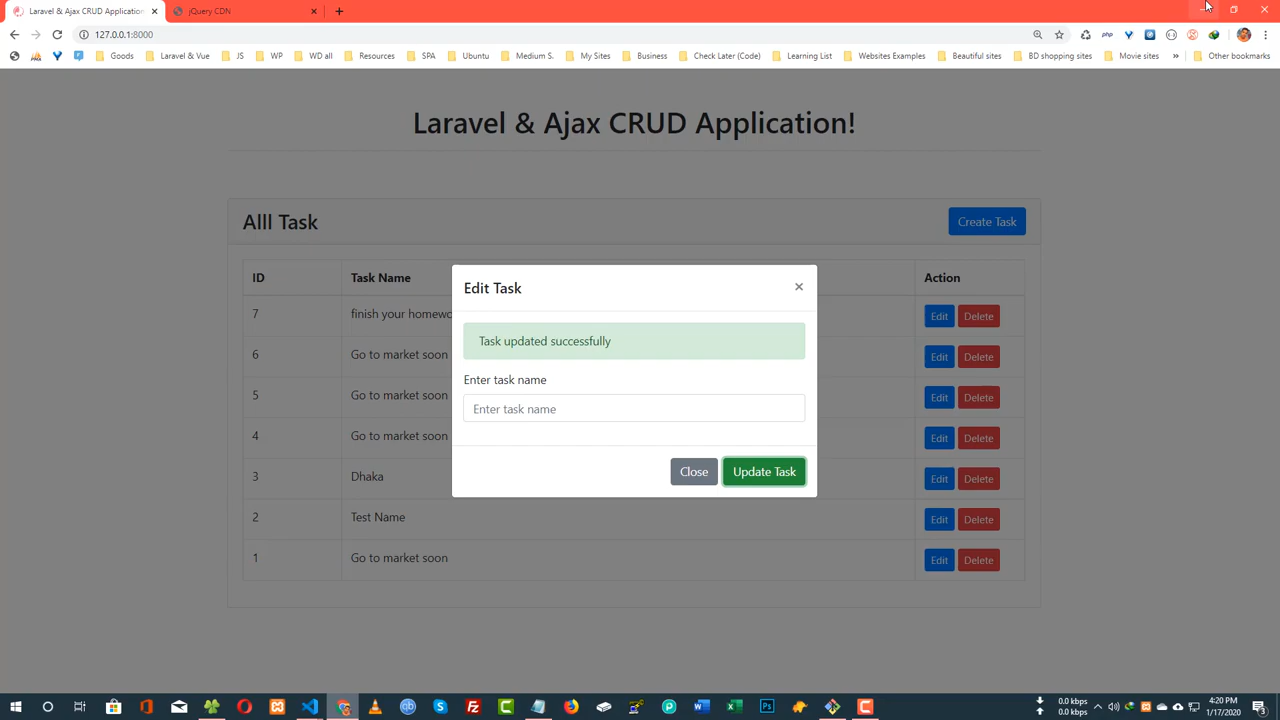 Laravel & Ajax CRUD Application
jQuery CDN
127.0.0.1:8000
Goods
Laravel & Vue
JS
WP
WD all
Resources
SPA
Ubuntu
Medium S.
My Sites
Business
Check Later (Code)
Learning List
Websites Examples
Beautiful sites
BD shopping sites
Movie sites
»
Other bookmarks
Laravel & Ajax CRUD Application!
Alll Task
Create Task
ID Task Name Action
7 finish your homewo Edit Delete
6 Go to market soon Edit Delete
5 Go to market soon Edit Delete
4 Go to market soon Edit Delete
3 Dhaka Edit Delete
2 Test Name Edit Delete
1 Go to market soon Edit Delete
Edit Task
×
Task updated successfully
Enter task name
Enter task name
Close
Update Task
0.0 kbps
0.0 kbps
4:20 PM
1/17/2020